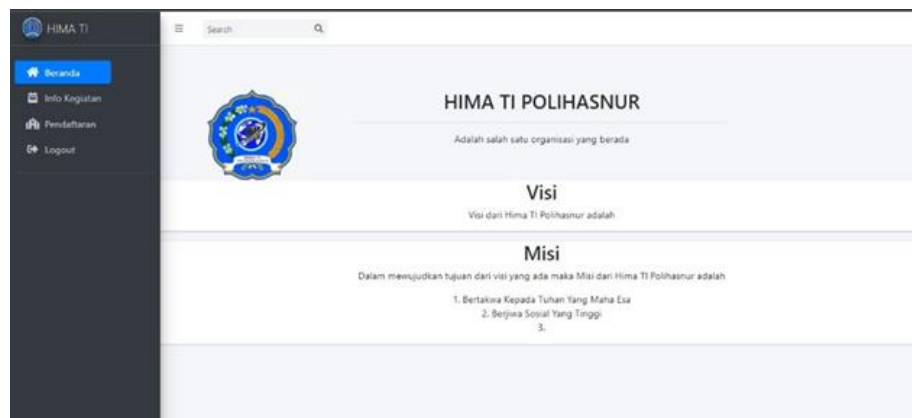 HIMA TI
Search
Beranda
Info Kegiatan
Pendaftaran
Logout
HIMA TI POLIHASNUR
Adalah salah satu organisasi yang berada
Visi
Visi dari Hima TI Polihasnur adalah
Misi
Dalam mewujudkan tujuan dari visi yang ada maka Misi dari Hima TI Polihasnur adalah
1. Bertakwa Kepada Tuhan Yang Maha Esa
2. Berjiwa Sosial Yang Tinggi
3.